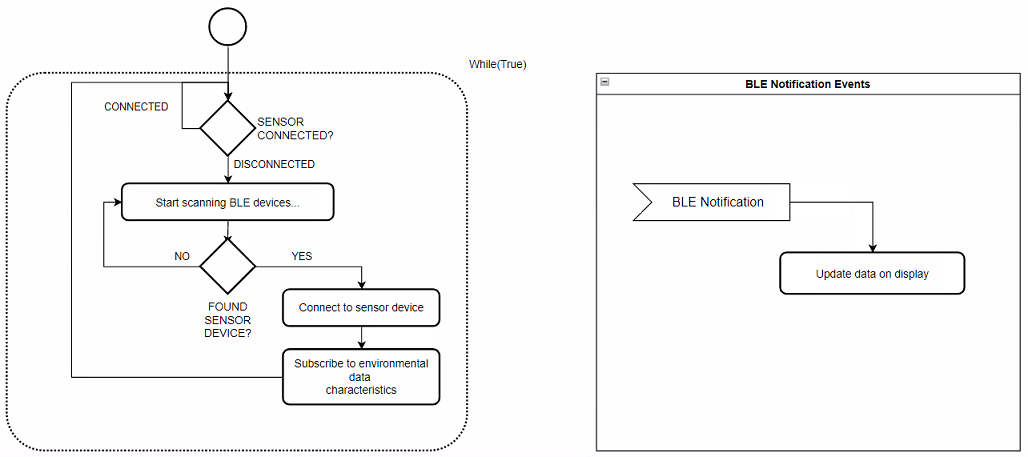 While(True)
CONNECTED
SENSOR
CONNECTED?
DISCONNECTED
Start scanning BLE devices...
NO
YES
FOUND
SENSOR
DEVICE?
Connect to sensor device
Subscribe to environmental
data
characteristics
BLE Notification Events
BLE Notification
Update data on display